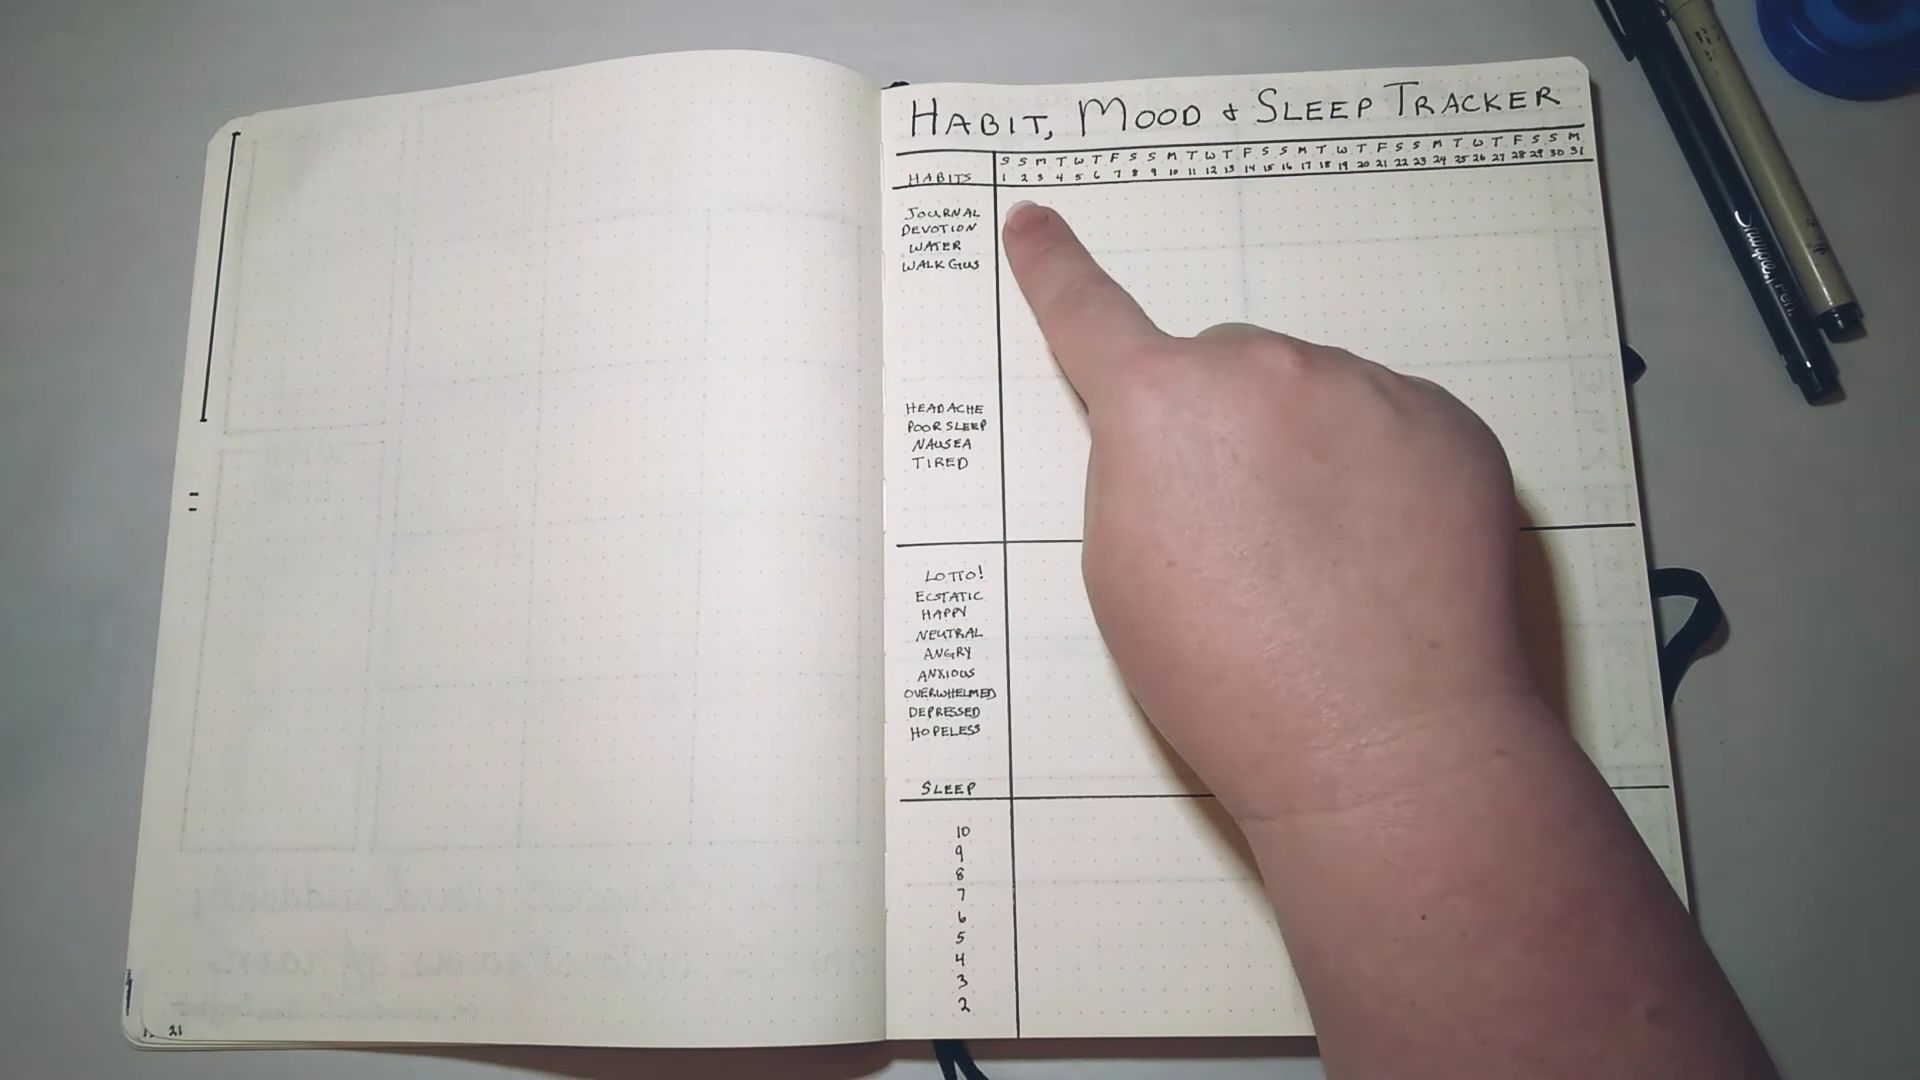 HABIT, MOOD & SLEEP TRACKER
S S M T W T F S S M T W T F S S M T W T F S S M T W T F S S M
HABITS 1 2 3 4 5 6 7 8 9 10 11 12 13 14 15 16 17 18 19 20 21 22 23 24 25 26 27 28 29 30 31
JOURNAL
DEVOTION
WATER
WALK GUS
HEADACHE
POOR SLEEP
NAUSEA
TIRED
LOTTO!
ECSTATIC
HAPPY
NEUTRAL
ANGRY
ANXIOUS
OVERWHELMED
DEPRESSED
HOPELESS
SLEEP
10
9
8
7
6
5
4
3
2
21
Sharpie Pen.